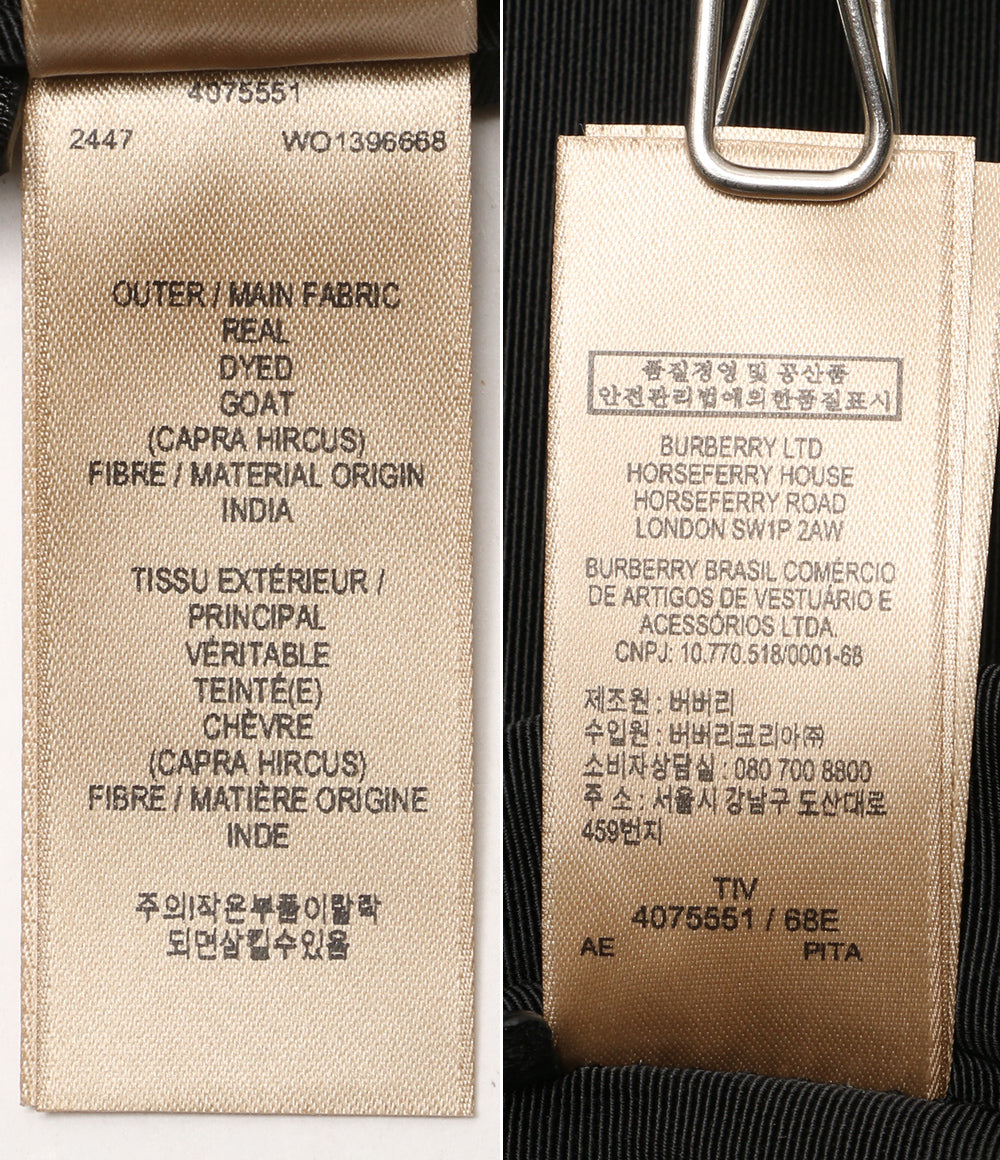 4075551
2447 WO1396668
OUTER / MAIN FABRIC
REAL
DYED
GOAT
(CAPRA HIRCUS)
FIBRE / MATERIAL ORIGIN
INDIA
TISSU EXTÉRIEUR /
PRINCIPAL
VÉRITABLE
TEINTÉ(E)
CHÈVRE
(CAPRA HIRCUS)
FIBRE / MATIÈRE ORIGINE
INDE
주의!작은부품이탈락
되면삼킬수있음
품질경영 및 공산품
안전관리법에의한품질표시
BURBERRY LTD
HORSEFERRY HOUSE
HORSEFERRY ROAD
LONDON SW1P 2AW
BURBERRY BRASIL COMÉRCIO
DE ARTIGOS DE VESTUÁRIO E
ACESSÓRIOS LTDA.
CNPJ: 10.770.518/0001-68
제조원 : 버버리
수입원 : 버버리코리아㈜
소비자상담실 : 080 700 8800
주 소 : 서울시 강남구 도산대로
459번지
TIV
4075551 / 68E
AE PITA